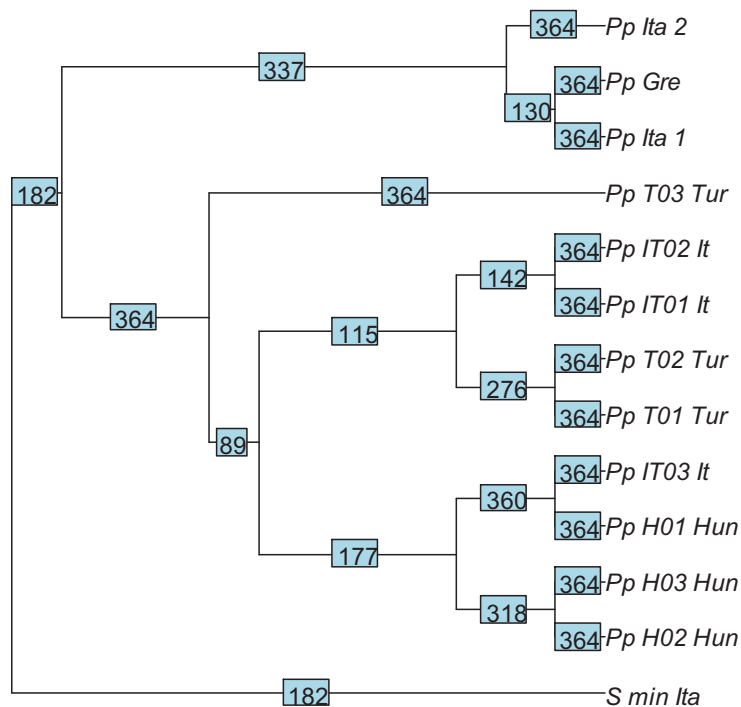 364 Pp Ita 2
337
364 Pp Gre
130
364 Pp Ita 1
182
364 Pp T03 Tur
364 Pp IT02 It
142
364 Pp IT01 It
364
115
364 Pp T02 Tur
276
364 Pp T01 Tur
89
364 Pp IT03 It
360
364 Pp H01 Hun
177
364 Pp H03 Hun
318
364 Pp H02 Hun
182 S min Ita